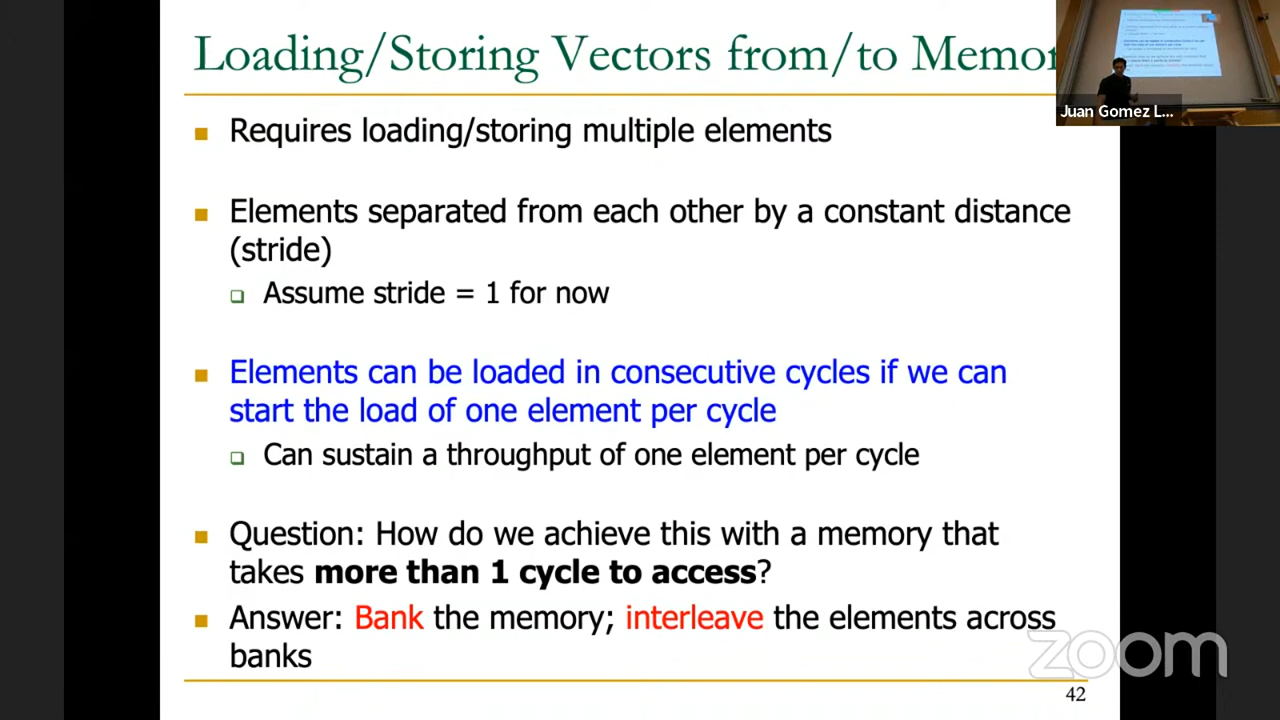 Loading/Storing Vectors from/to Memor
Juan Gomez L...
Requires loading/storing multiple elements
Elements separated from each other by a constant distance
(stride)
Assume stride = 1 for now
Elements can be loaded in consecutive cycles if we can
start the load of one element per cycle
Can sustain a throughput of one element per cycle
Question: How do we achieve this with a memory that
takes more than 1 cycle to access?
Answer: Bank the memory; interleave the elements across
banks
zoom
42